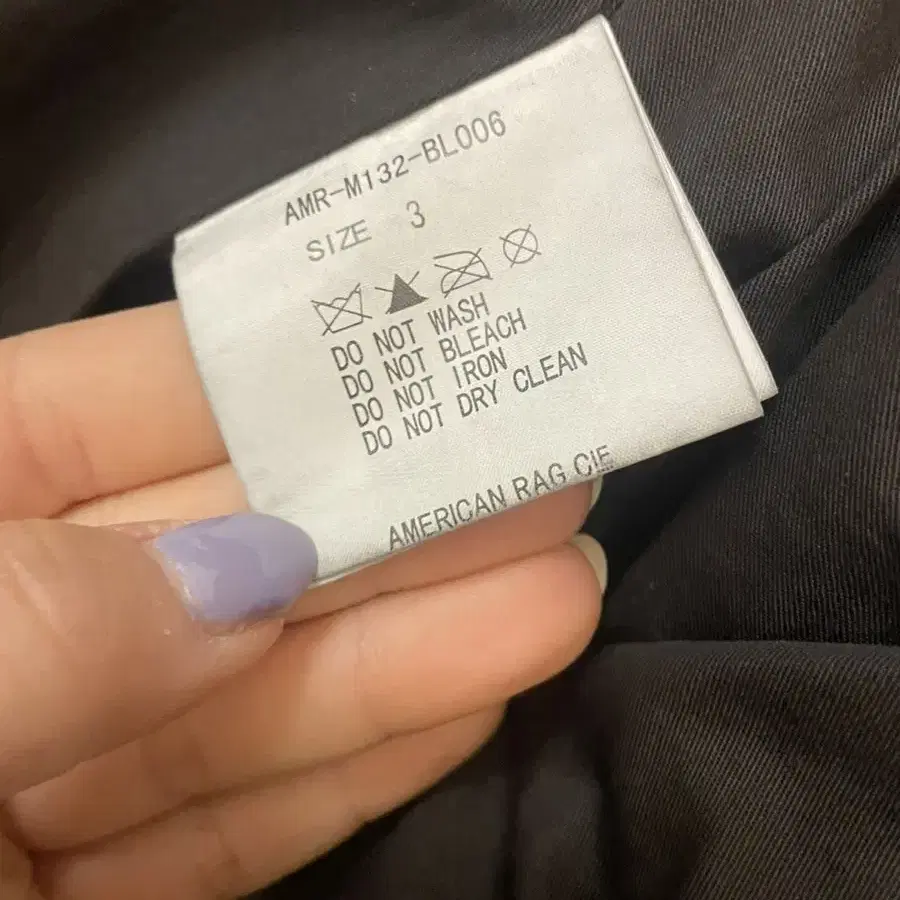 AMR-M132-BL006
SIZE 3
DO NOT WASH
DO NOT BLEACH
DO NOT IRON
DO NOT DRY CLEAN
AMERICAN RAG CIE